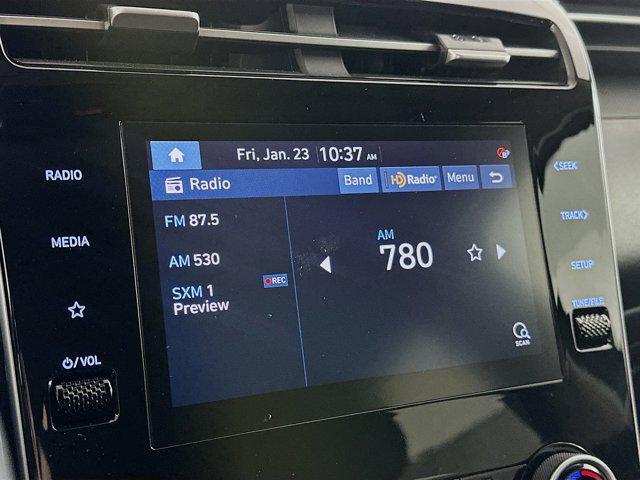 Fri, Jan. 23 10:37 AM
Radio Band HD Radio Menu
FM 87.5
AM 530
SXM 1 REC
Preview
AM
780
SCAN
RADIO
MEDIA
/VOL
SEEK
TRACK
SETUP
TUNE/FILE